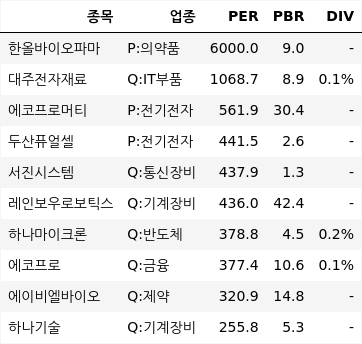 종목 업종 PER PBR DIV
한올바이오파마 P:의약품 6000.0 9.0 -
대주전자재료 Q:IT부품 1068.7 8.9 0.1%
에코프로머티 P:전기전자 561.9 30.4 -
두산퓨얼셀 P:전기전자 441.5 2.6 -
서진시스템 Q:통신장비 437.9 1.3 -
레인보우로보틱스 Q:기계장비 436.0 42.4 -
하나마이크론 Q:반도체 378.8 4.5 0.2%
에코프로 Q:금융 377.4 10.6 0.1%
에이비엘바이오 Q:제약 320.9 14.8 -
하나기술 Q:기계장비 255.8 5.3 -